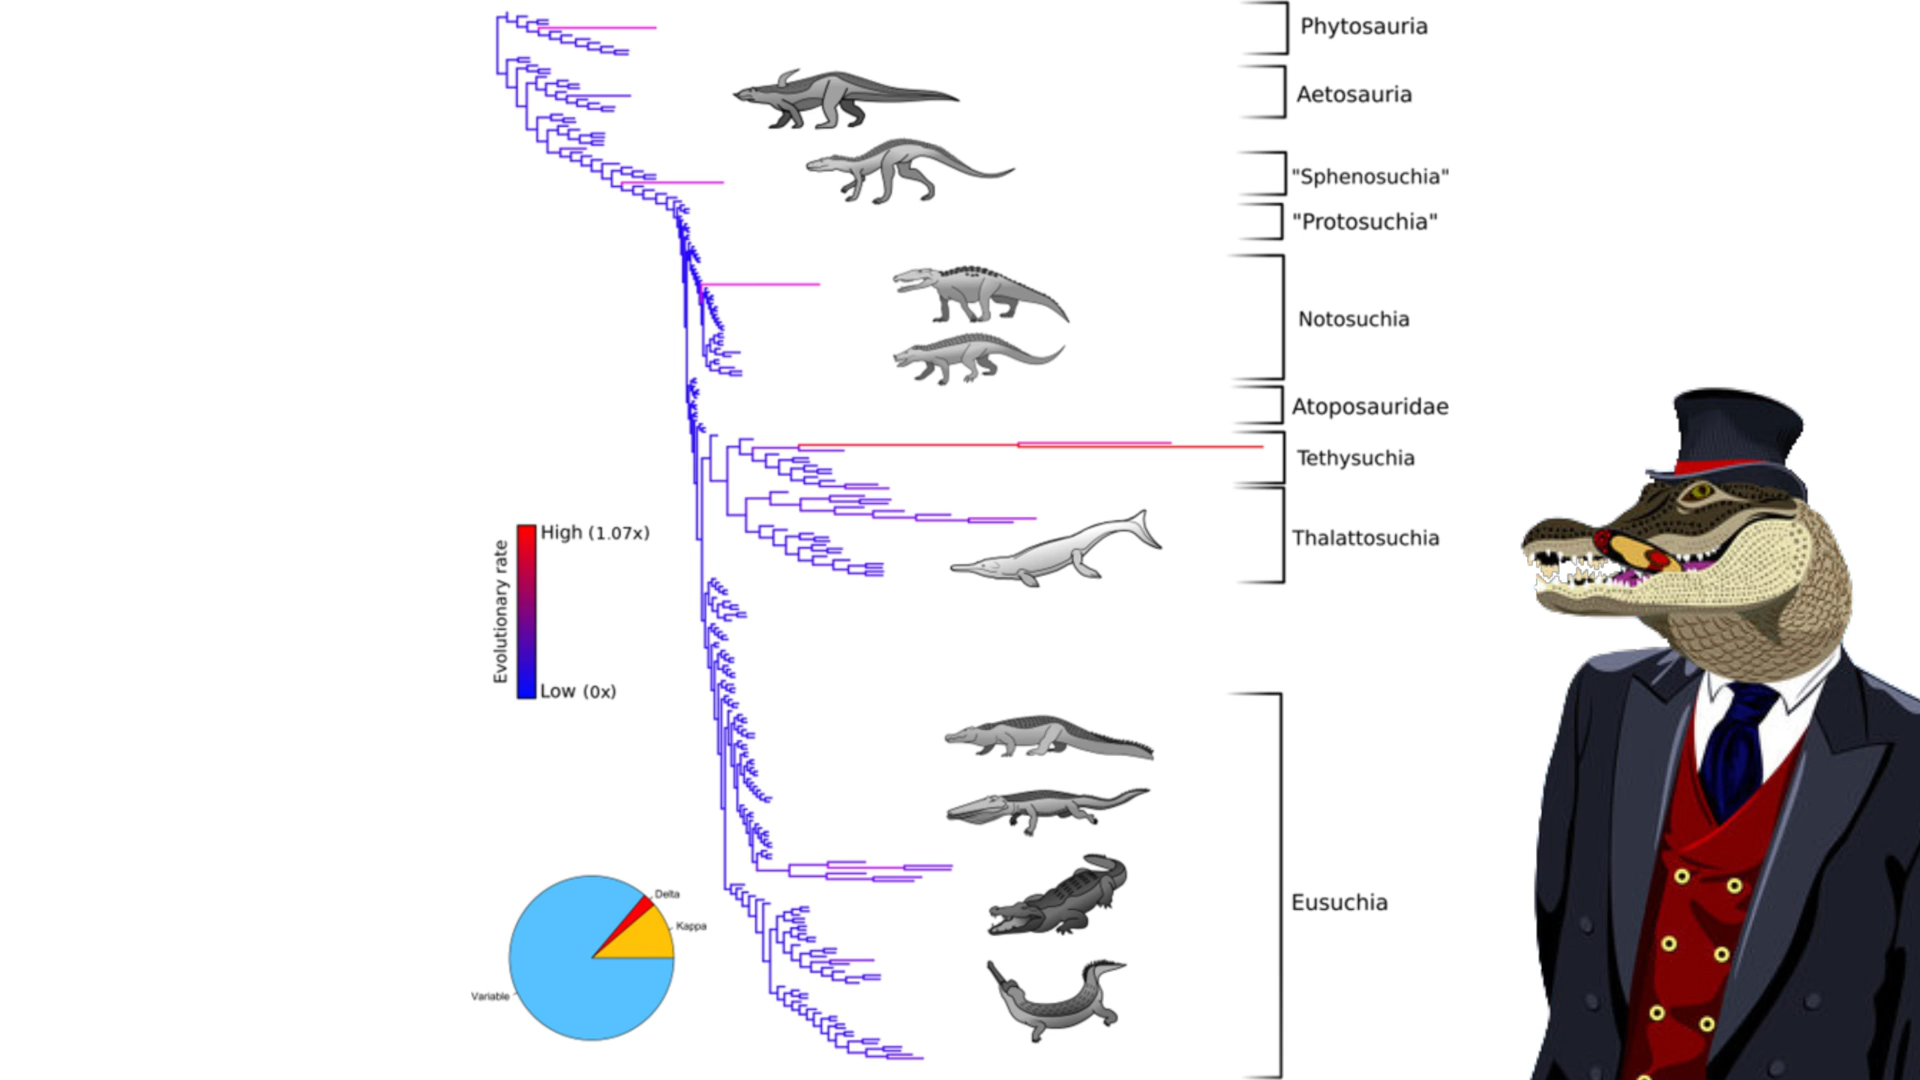 Phytosauria
Aetosauria
"Sphenosuchia"
"Protosuchia"
Notosuchia
Atoposauridae
Tethysuchia
Thalattosuchia
Eusuchia
Evolutionary rate
High (1.07x)
Low (0x)
Delta
Kappa
Variable